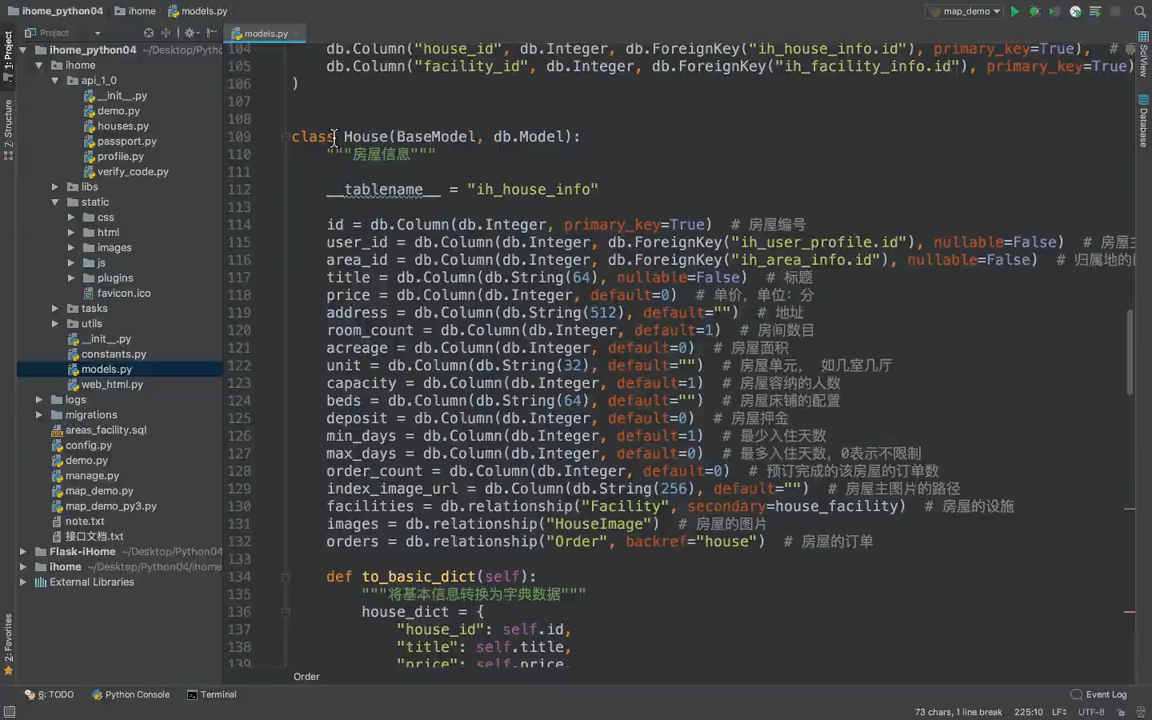 ihome_python04
ihome
models.py
map_demo
Project
models.py
1: Project
Structure
2: Favorites
SciView
Database
ihome_python04 ~/Desktop/Pytho
ihome
api_1_0
__init__.py
demo.py
houses.py
passport.py
profile.py
verify_code.py
libs
static
css
html
images
js
plugins
favicon.ico
tasks
utils
__init__.py
constants.py
models.py
web_html.py
logs
migrations
areas_facility.sql
config.py
demo.py
manage.py
map_demo.py
map_demo_py3.py
note.txt
接口文档.txt
Flask-iHome ~/Desktop/Python04
ihome ~/Desktop/Python04/ihome
External Libraries
104 db.Column("house_id", db.Integer, db.ForeignKey("ih_house_info.id"), primary_key=True), #
105 db.Column("facility_id", db.Integer, db.ForeignKey("ih_facility_info.id"), primary_key=True)
106 )
107
108
109 class House(BaseModel, db.Model):
110 """房屋信息"""
111
112 __tablename__ = "ih_house_info"
113
114 id = db.Column(db.Integer, primary_key=True) # 房屋编号
115 user_id = db.Column(db.Integer, db.ForeignKey("ih_user_profile.id"), nullable=False) # 房屋主
116 area_id = db.Column(db.Integer, db.ForeignKey("ih_area_info.id"), nullable=False) # 归属地的
117 title = db.Column(db.String(64), nullable=False) # 标题
118 price = db.Column(db.Integer, default=0) # 单价，单位：分
119 address = db.Column(db.String(512), default="") # 地址
120 room_count = db.Column(db.Integer, default=1) # 房间数目
121 acreage = db.Column(db.Integer, default=0) # 房屋面积
122 unit = db.Column(db.String(32), default="") # 房屋单元， 如几室几厅
123 capacity = db.Column(db.Integer, default=1) # 房屋容纳的人数
124 beds = db.Column(db.String(64), default="") # 房屋床铺的配置
125 deposit = db.Column(db.Integer, default=0) # 房屋押金
126 min_days = db.Column(db.Integer, default=1) # 最少入住天数
127 max_days = db.Column(db.Integer, default=0) # 最多入住天数，0表示不限制
128 order_count = db.Column(db.Integer, default=0) # 预订完成的该房屋的订单数
129 index_image_url = db.Column(db.String(256), default="") # 房屋主图片的路径
130 facilities = db.relationship("Facility", secondary=house_facility) # 房屋的设施
131 images = db.relationship("HouseImage") # 房屋的图片
132 orders = db.relationship("Order", backref="house") # 房屋的订单
133
134 def to_basic_dict(self):
135 """将基本信息转换为字典数据"""
136 house_dict = {
137 "house_id": self.id,
138 "title": self.title,
139 "price": self.price,
Order
6: TODO
Python Console
Terminal
Event Log
73 chars, 1 line break 225:10 LF UTF-8